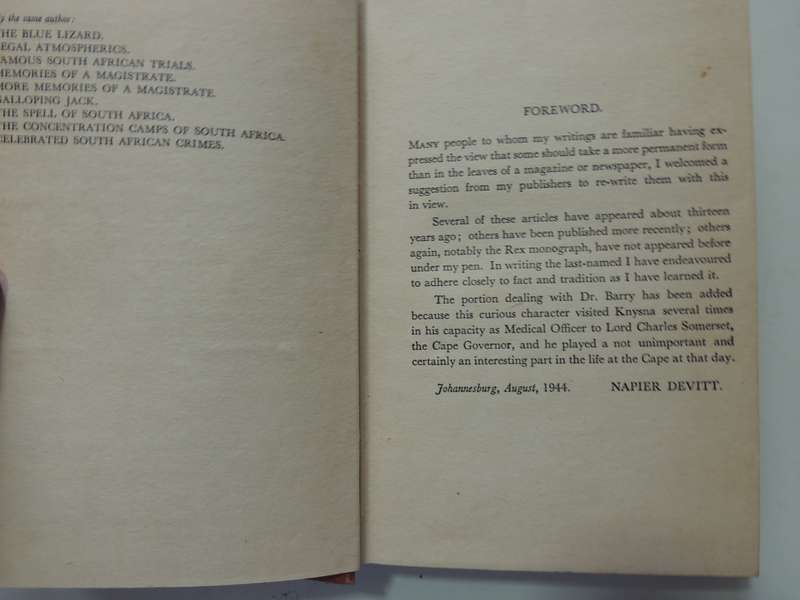 by the same author:
THE BLUE LIZARD.
LEGAL ATMOSPHERICS.
FAMOUS SOUTH AFRICAN TRIALS.
MEMORIES OF A MAGISTRATE.
MORE MEMORIES OF A MAGISTRATE.
GALLOPING JACK.
THE SPELL OF SOUTH AFRICA.
THE CONCENTRATION CAMPS OF SOUTH AFRICA.
CELEBRATED SOUTH AFRICAN CRIMES.
FOREWORD.
MANY people to whom my writings are familiar having ex-
pressed the view that some should take a more permanent form
than in the leaves of a magazine or newspaper, I welcomed a
suggestion from my publishers to re-write them with this
in view.
Several of these articles have appeared about thirteen
years ago; others have been published more recently; others
again, notably the Rex monograph, have not appeared before
under my pen. In writing the last-named I have endeavoured
to adhere closely to fact and tradition as I have learned it.
The portion dealing with Dr. Barry has been added
because this curious character visited Knysna several times
in his capacity as Medical Officer to Lord Charles Somerset,
the Cape Governor, and he played a not unimportant and
certainly an interesting part in the life at the Cape at that day.
Johannesburg, August, 1944. NAPIER DEVITT.